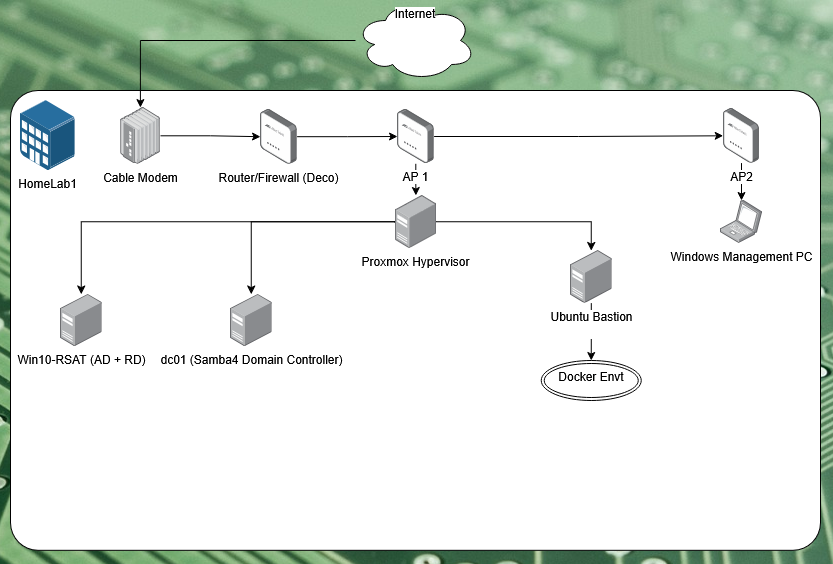 Internet
HomeLab1
Cable Modem
Router/Firewall (Deco)
AP 1
AP2
Proxmox Hypervisor
Windows Management PC
Ubuntu Bastion
Win10-RSAT (AD + RD)
dc01 (Samba4 Domain Controller)
Docker Envt